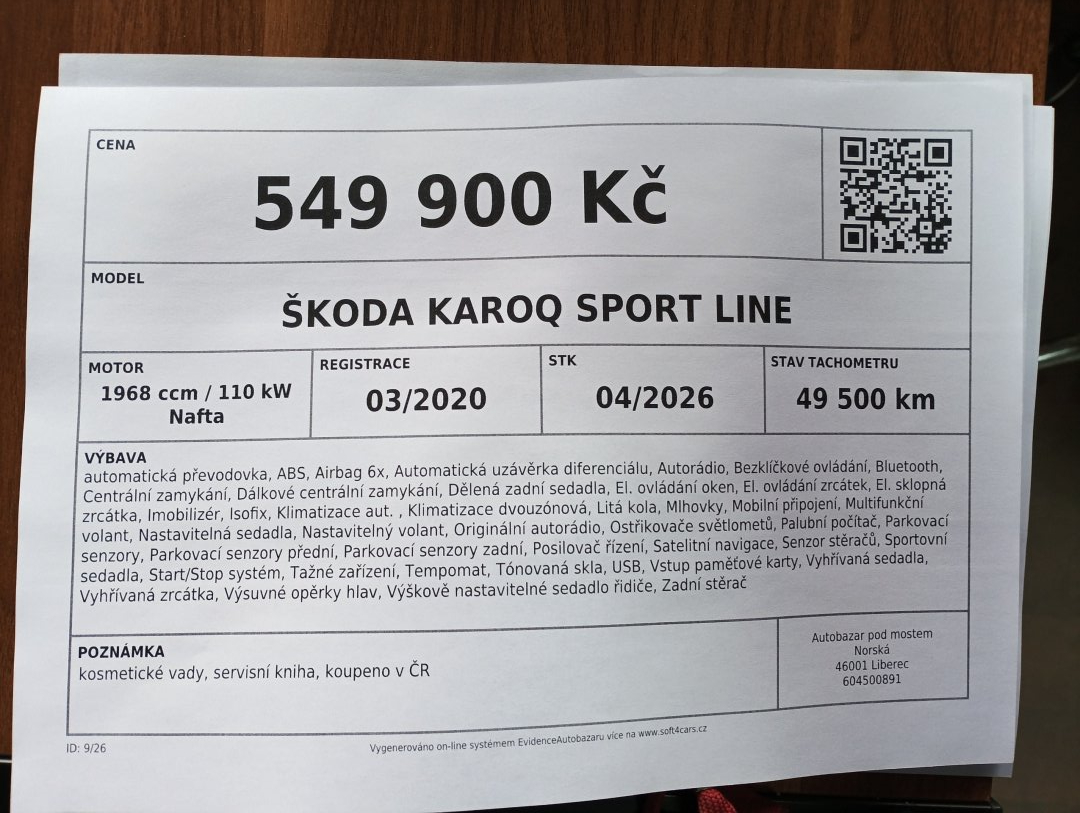 CENA
549 900 Kč
MODEL
ŠKODA KAROQ SPORT LINE
MOTOR
1968 ccm / 110 kW
Nafta
REGISTRACE
03/2020
STK
04/2026
STAV TACHOMETRU
49 500 km
VÝBAVA
automatická převodovka, ABS, Airbag 6x, Automatická uzávěrka diferenciálu, Autorádio, Bezklíčkové ovládání, Bluetooth,
Centrální zamykání, Dálkové centrální zamykání, Dělená zadní sedadla, El. ovládání oken, El. ovládání zrcátek, El. sklopná
zrcátka, Imobilizér, Isofix, Klimatizace aut. , Klimatizace dvouzónová, Litá kola, Mlhovky, Mobilní připojení, Multifunkční
volant, Nastavitelná sedadla, Nastavitelný volant, Originální autorádio, Ostřikovače světlometů, Palubní počítač, Parkovací
senzory, Parkovací senzory přední, Parkovací senzory zadní, Posilovač řízení, Satelitní navigace, Senzor stěračů, Sportovní
sedadla, Start/Stop systém, Tažné zařízení, Tempomat, Tónovaná skla, USB, Vstup paměťové karty, Vyhřívaná sedadla,
Vyhřívaná zrcátka, Výsuvné opěrky hlav, Výškově nastavitelné sedadlo řidiče, Zadní stěrač
POZNÁMKA
kosmetické vady, servisní kniha, koupeno v ČR
Autobazar pod mostem
Norská
46001 Liberec
604500891
ID: 9/26
Vygenerováno on-line systémem EvidenceAutobazaru více na www.soft4cars.cz